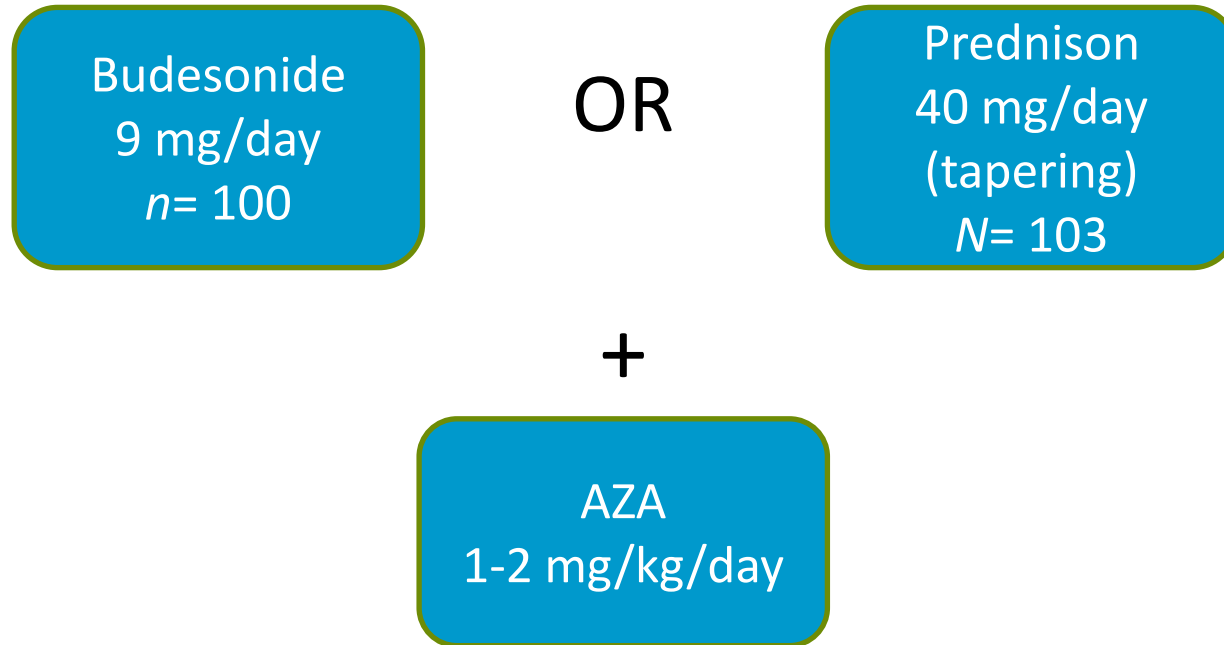 Budesonide
9 mg/day
n= 100
OR
Prednison
40 mg/day
(tapering)
N= 103
+
AZA
1-2 mg/kg/day